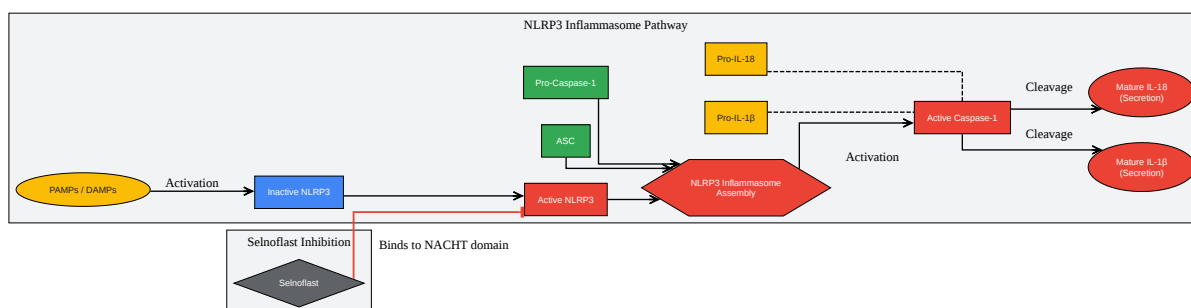 NLRP3 Inflammasome Pathway
Pro-IL-18
Pro-Caspase-1
Cleavage
Mature IL-18
(Secretion)
Pro-IL-1β
Active Caspase-1
ASC
Cleavage
Activation
Mature IL-1β
(Secretion)
PAMPs / DAMPs
Activation
Inactive NLRP3
Active NLRP3
NLRP3 Inflammasome
Assembly
Selnoflast Inhibition
Binds to NACHT domain
Selnoflast